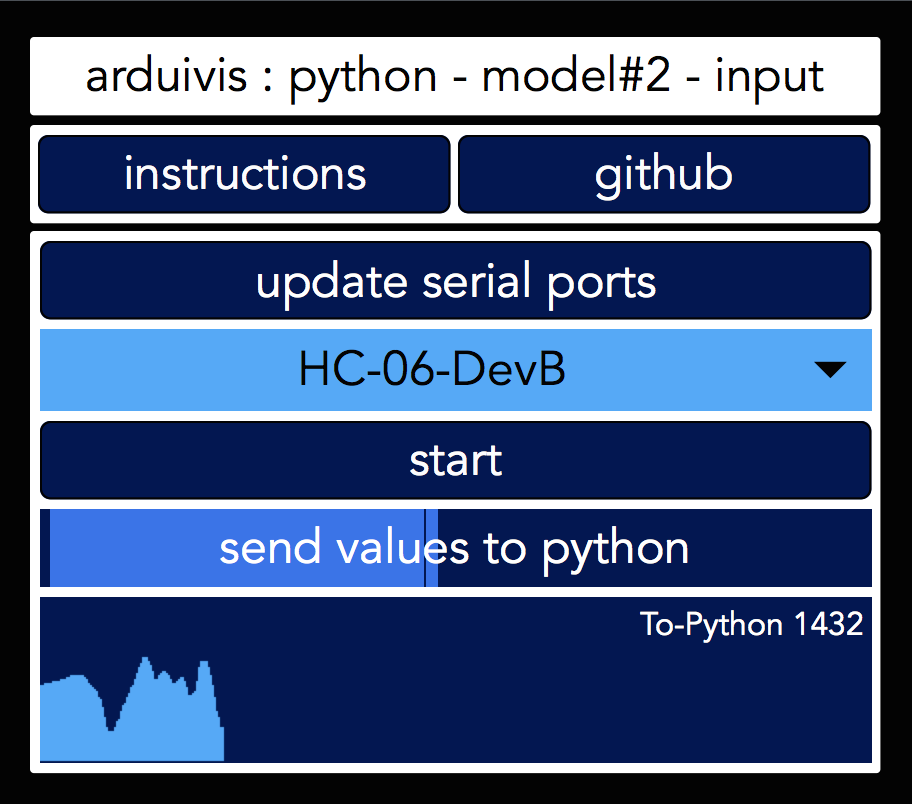 arduivis : python - model#2 - input
instructions
github
update serial ports
HC-06-DevB
start
send values to python
To-Python 1432